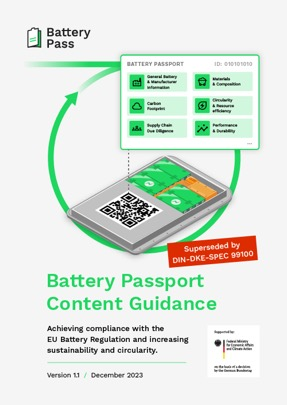 Battery
Pass
BATTERY PASSPORT ID: 010101010
General Battery
& Manufacturer
Information
Materials
& Composition
Carbon
Footprint
Circularity
& Resource
efficiency
Supply Chain
Due Diligence
Performance
& Durability
...
Superseded by
DIN-DKE-SPEC 99100
Battery Passport
Content Guidance
Achieving compliance with the
EU Battery Regulation and increasing
sustainability and circularity.
Version 1.1 / December 2023
Supported by:
Federal Ministry
for Economic Affairs
and Climate Action
on the basis of a decision
by the German Bundestag